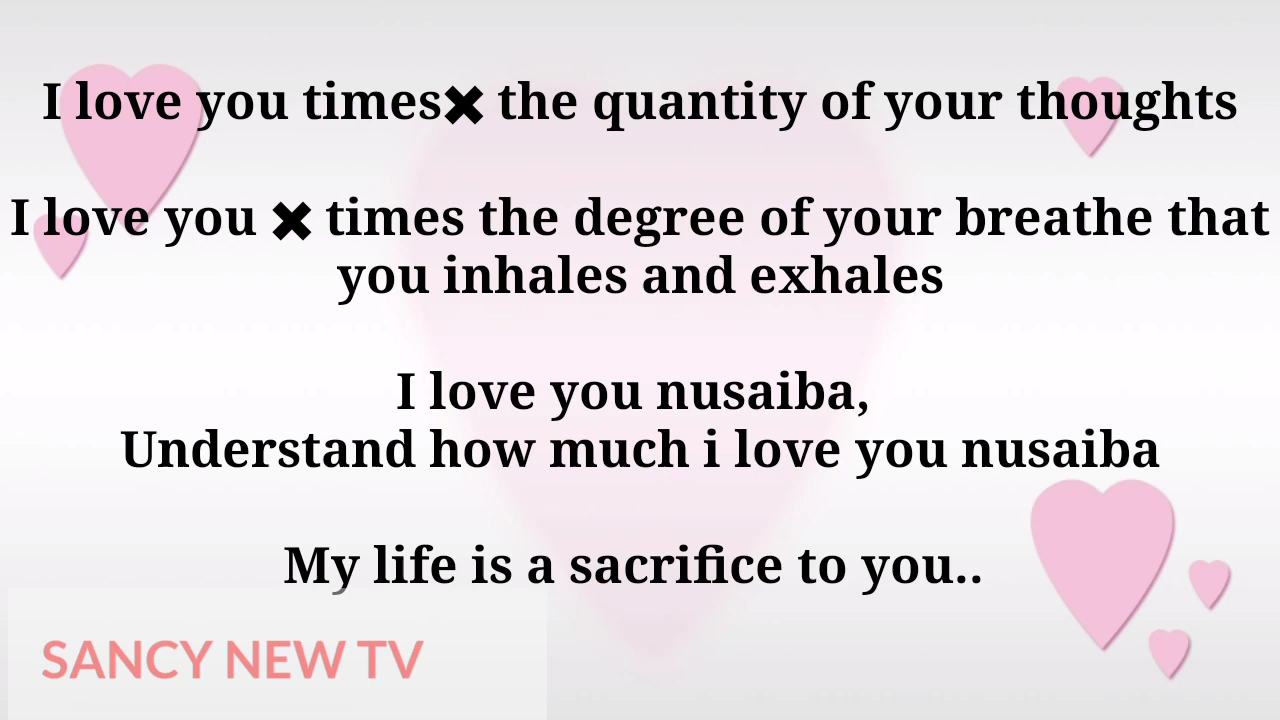 I love you times✖ the quantity of your thoughts
I love you ✖ times the degree of your breathe that
you inhales and exhales
I love you nusaiba,
Understand how much i love you nusaiba
My life is a sacrifice to you..
SANCY NEW TV